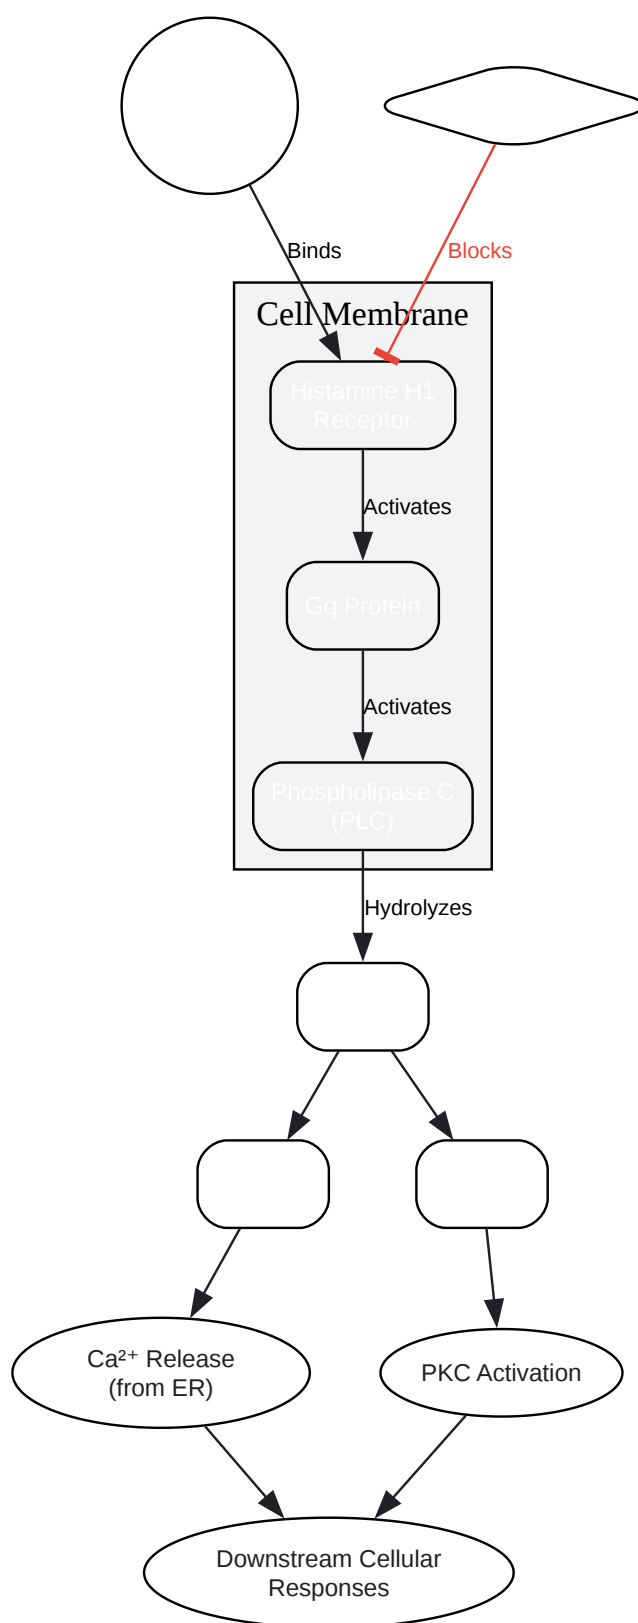 Binds
Blocks
Cell Membrane
Histamine H1
Receptor
Activates
Gq Protein
Activates
Phospholipase C
(PLC)
Hydrolyzes
Ca²⁺ Release
(from ER)
PKC Activation
Downstream Cellular
Responses